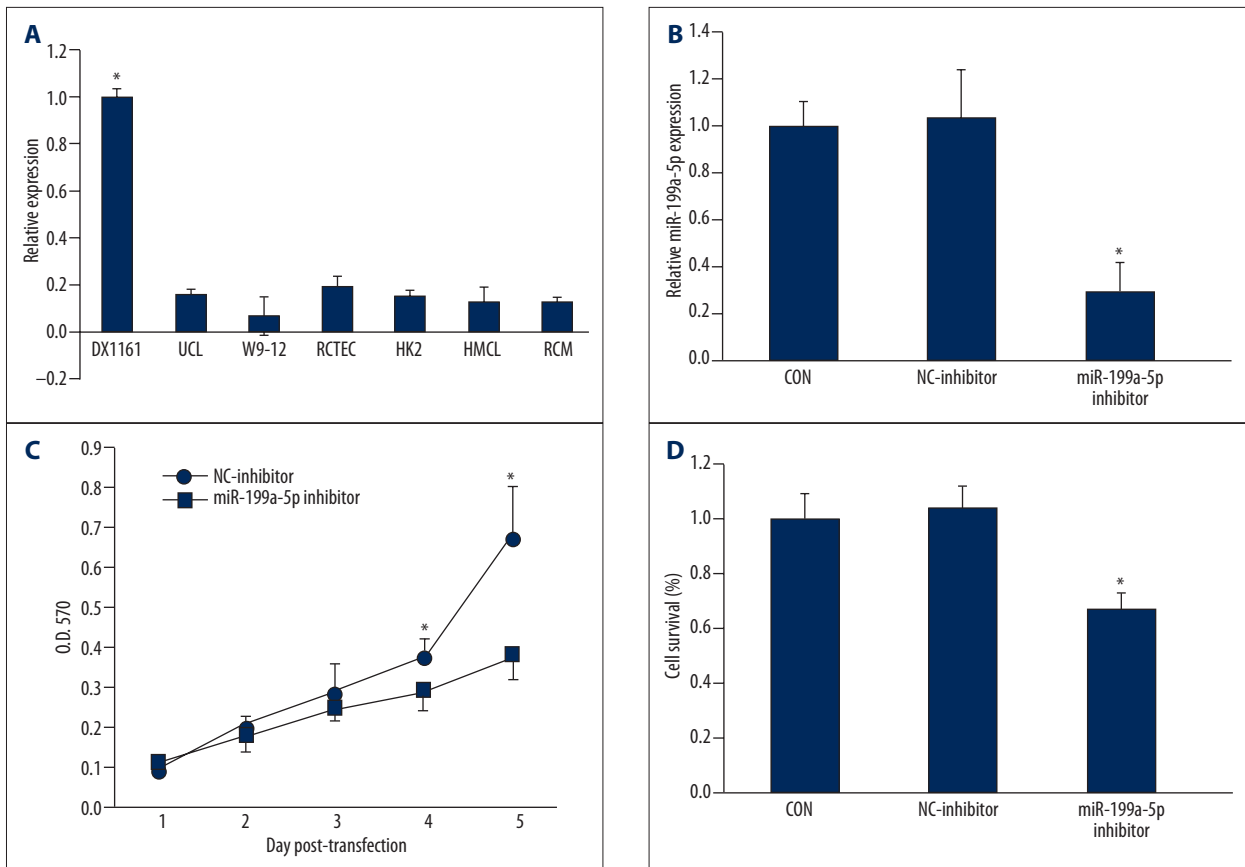 A
1.2
1.0
0.8
0.6
0.4
0.2
0.0
–0.2
Relative expression
*
DX1161 UCL W9-12 RCTEC HK2 HMCL RCM
B
1.4
1.2
1.0
0.8
0.6
0.4
0.2
0.0
Relative miR-199a-5p expression
*
CON NC-inhibitor miR-199a-5p
inhibitor
C
0.9
0.8
0.7
0.6
0.5
0.4
0.3
0.2
0.1
0.0
O.D. 570
NC-inhibitor
miR-199a-5p inhibitor
*
*
1 2 3 4 5
Day post-transfection
D
1.2
1.0
0.8
0.6
0.4
0.2
0.0
Cell survival (%)
*
CON NC-inhibitor miR-199a-5p
inhibitor